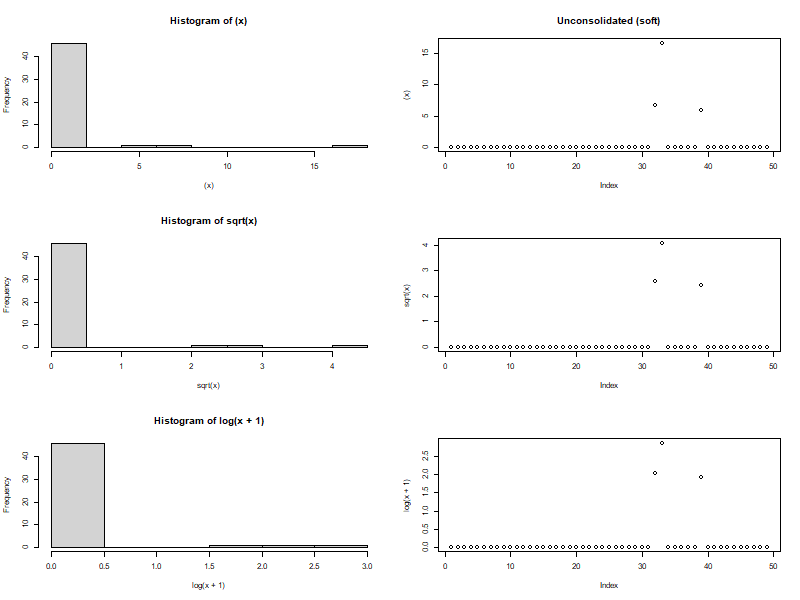 Histogram of (x)
Frequency
0 10 20 30 40
0 5 10 15
(x)
Unconsolidated (soft)
(x)
0 5 10 15
0 10 20 30 40 50
Index
Histogram of sqrt(x)
Frequency
0 10 20 30 40
0 1 2 3 4
sqrt(x)
sqrt(x)
0 1 2 3 4
0 10 20 30 40 50
Index
Histogram of log(x + 1)
Frequency
0 10 20 30 40
0.0 0.5 1.0 1.5 2.0 2.5 3.0
log(x + 1)
log(x + 1)
0.0 0.5 1.0 1.5 2.0 2.5
0 10 20 30 40 50
Index